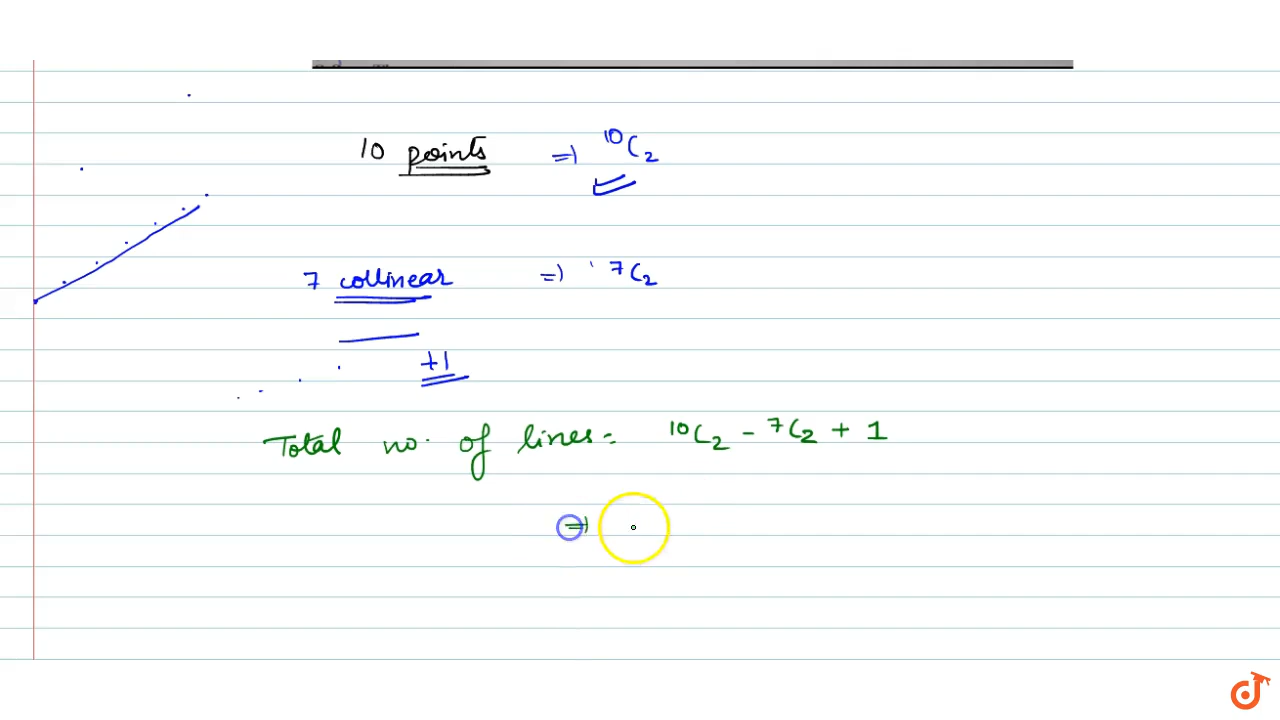 10 points ⇒ ¹⁰C₂
7 collinear ⇒ ⁷C₂
+1
Total no. of lines = ¹⁰C₂ - ⁷C₂ + 1
⇒